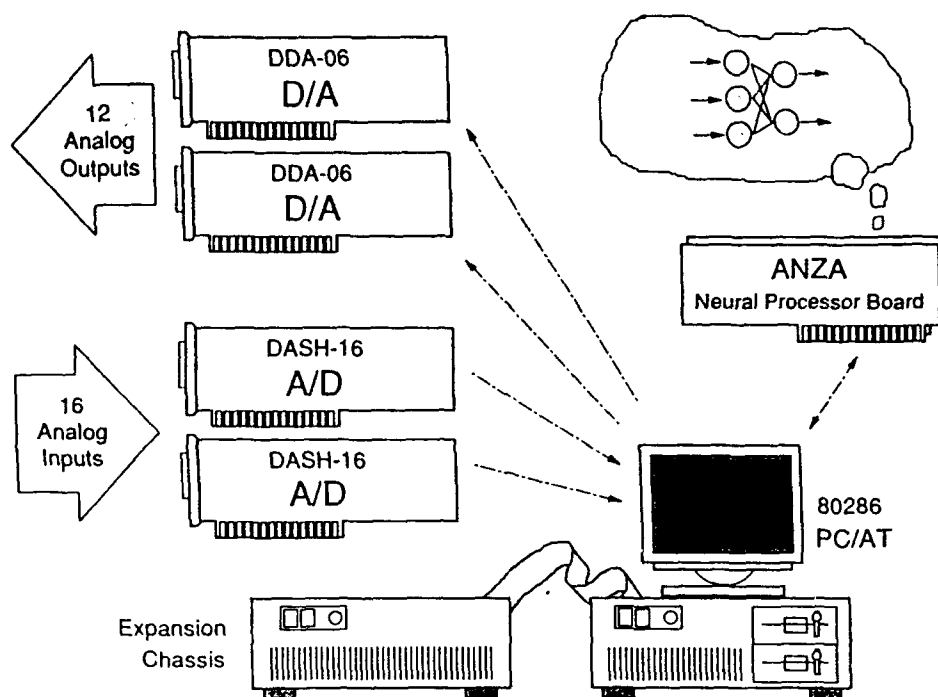 12
Analog
Outputs
DDA-06
D/A
DDA-06
D/A
ANZA
Neural Processor Board
16
Analog
Inputs
DASH-16
A/D
DASH-16
A/D
80286
PC/AT
Expansion
Chassis